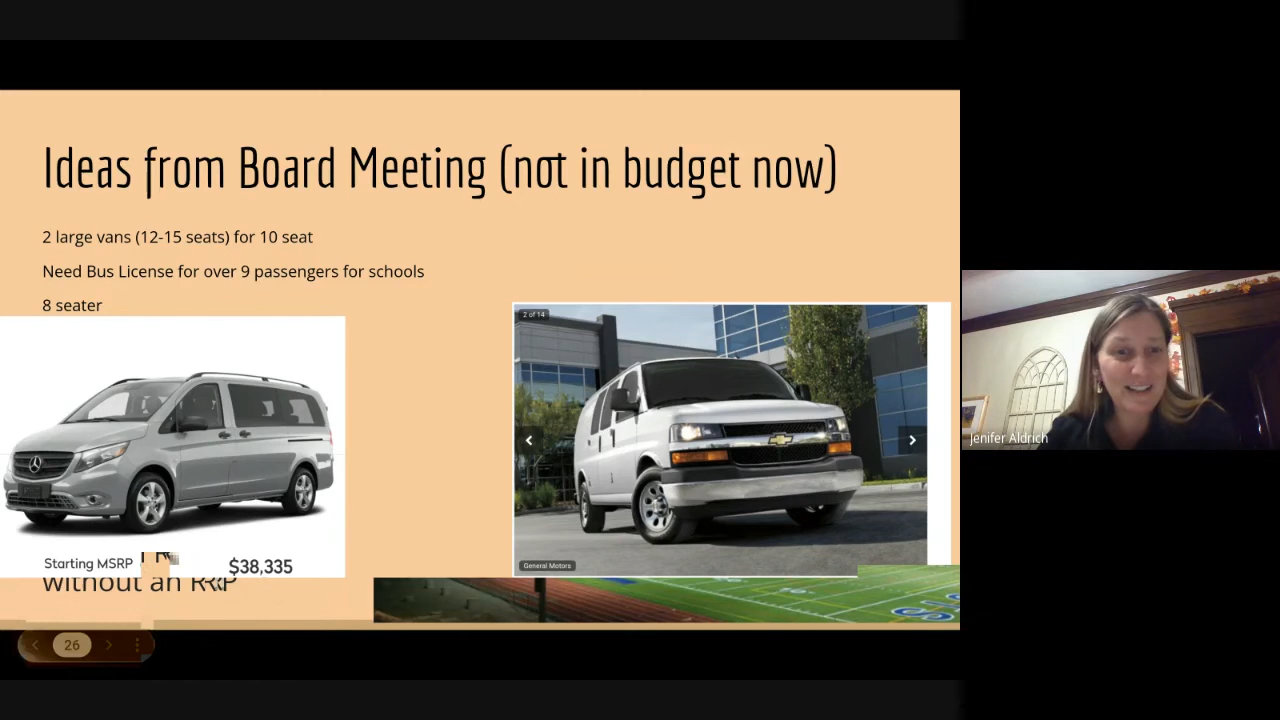 Ideas from Board Meeting (not in budget now)
2 large vans (12-15 seats) for 10 seat
Need Bus License for over 9 passengers for schools
8 seater
2 of 14
General Motors
Starting MSRP $38,335
without an
26
Jenifer Aldrich